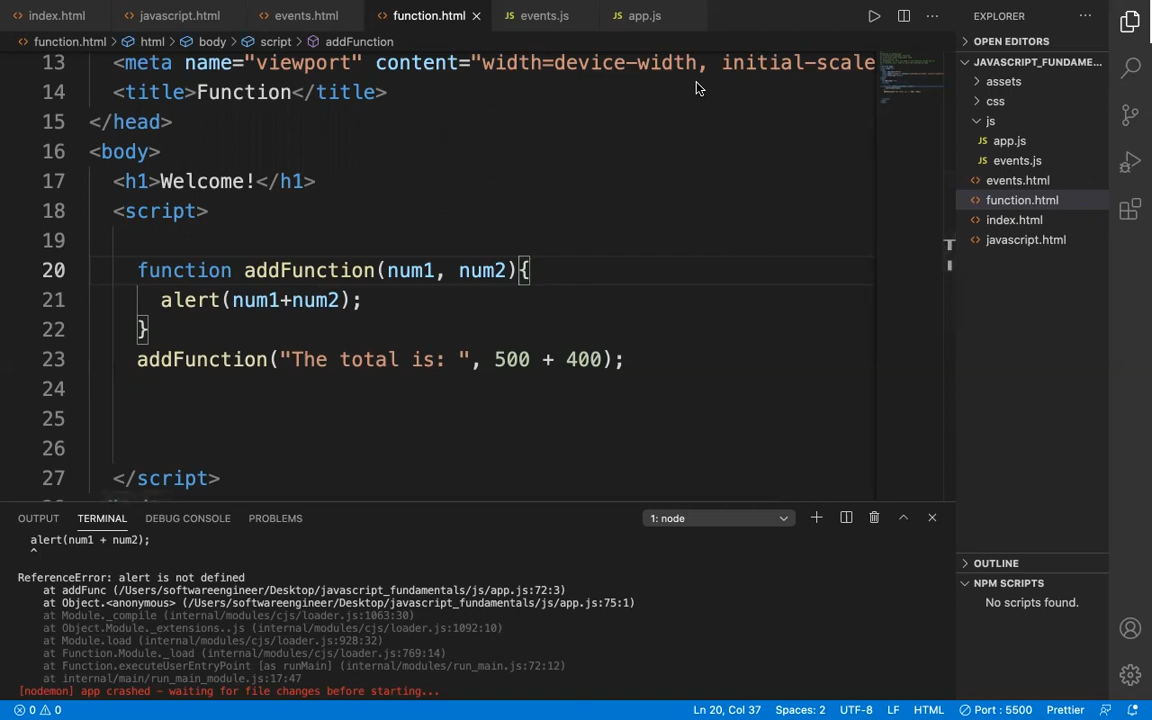 index.html javascript.html events.html function.html events.js app.js EXPLORER
function.html > html > body > script > addFunction
OPEN EDITORS
13 <meta name="viewport" content="width=device-width, initial-scale
JAVASCRIPT_FUNDAME...
assets
14 <title>Function</title>
css
15 </head>
js
app.js
16 <body>
events.js
17 <h1>Welcome!</h1>
events.html
function.html
18 <script>
index.html
19
javascript.html
20 function addFunction(num1, num2){
21 alert(num1+num2);
22 }
23 addFunction("The total is: ", 500 + 400);
24
25
26
27 </script>
OUTPUT TERMINAL DEBUG CONSOLE PROBLEMS 1: node
alert(num1 + num2);
^
OUTLINE
ReferenceError: alert is not defined
NPM SCRIPTS
at addFunc (/Users/softwareengineer/Desktop/javascript_fundamentals/js/app.js:72:3)
at Object.<anonymous> (/Users/softwareengineer/Desktop/javascript_fundamentals/js/app.js:75:1)
No scripts found.
at Module._compile (internal/modules/cjs/loader.js:1063:30)
at Object.Module._extensions..js (internal/modules/cjs/loader.js:1092:10)
at Module.load (internal/modules/cjs/loader.js:928:32)
at Function.Module._load (internal/modules/cjs/loader.js:769:14)
at Function.executeUserEntryPoint [as runMain] (internal/modules/run_main.js:72:12)
at internal/main/run_main_module.js:17:47
[nodemon] app crashed - waiting for file changes before starting...
0 0 Ln 20, Col 37 Spaces: 2 UTF-8 LF HTML Port : 5500 Prettier